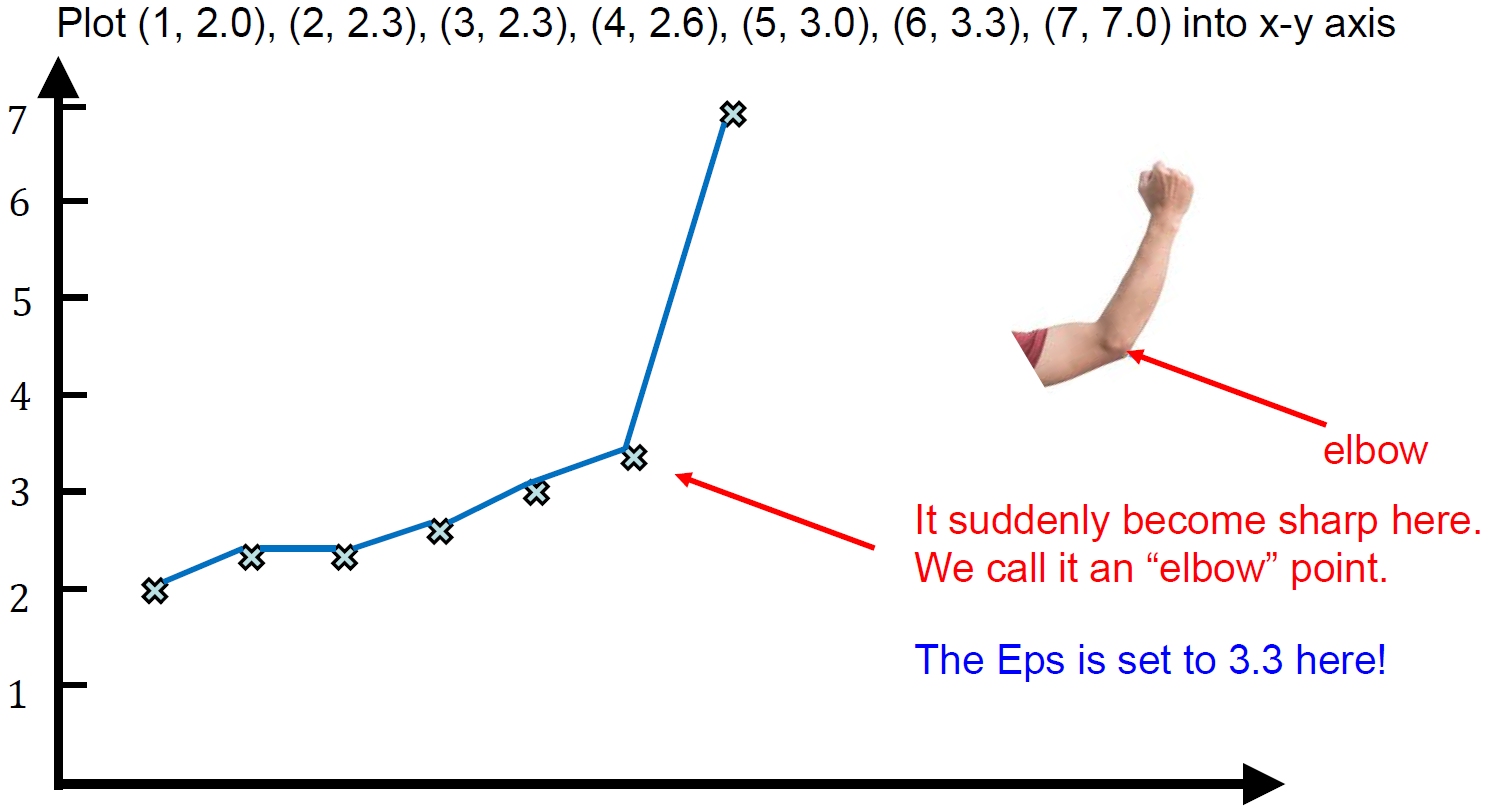 Plot (1, 2.0), (2, 2.3), (3, 2.3), (4, 2.6), (5, 3.0), (6, 3.3), (7, 7.0) into x-y axis
7
6
5
4
3
2
1
elbow
It suddenly become sharp here.
We call it an “elbow” point.
The Eps is set to 3.3 here!